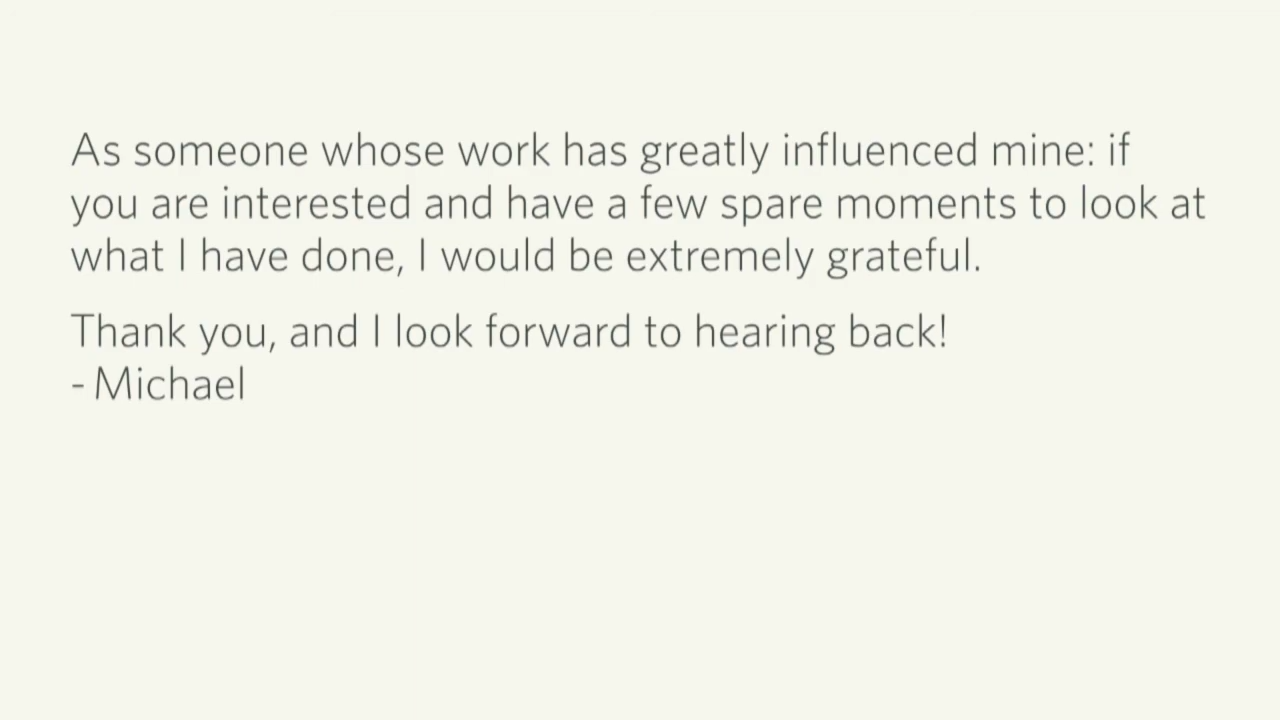 As someone whose work has greatly influenced mine: if
you are interested and have a few spare moments to look at
what I have done, I would be extremely grateful.
Thank you, and I look forward to hearing back!
- Michael